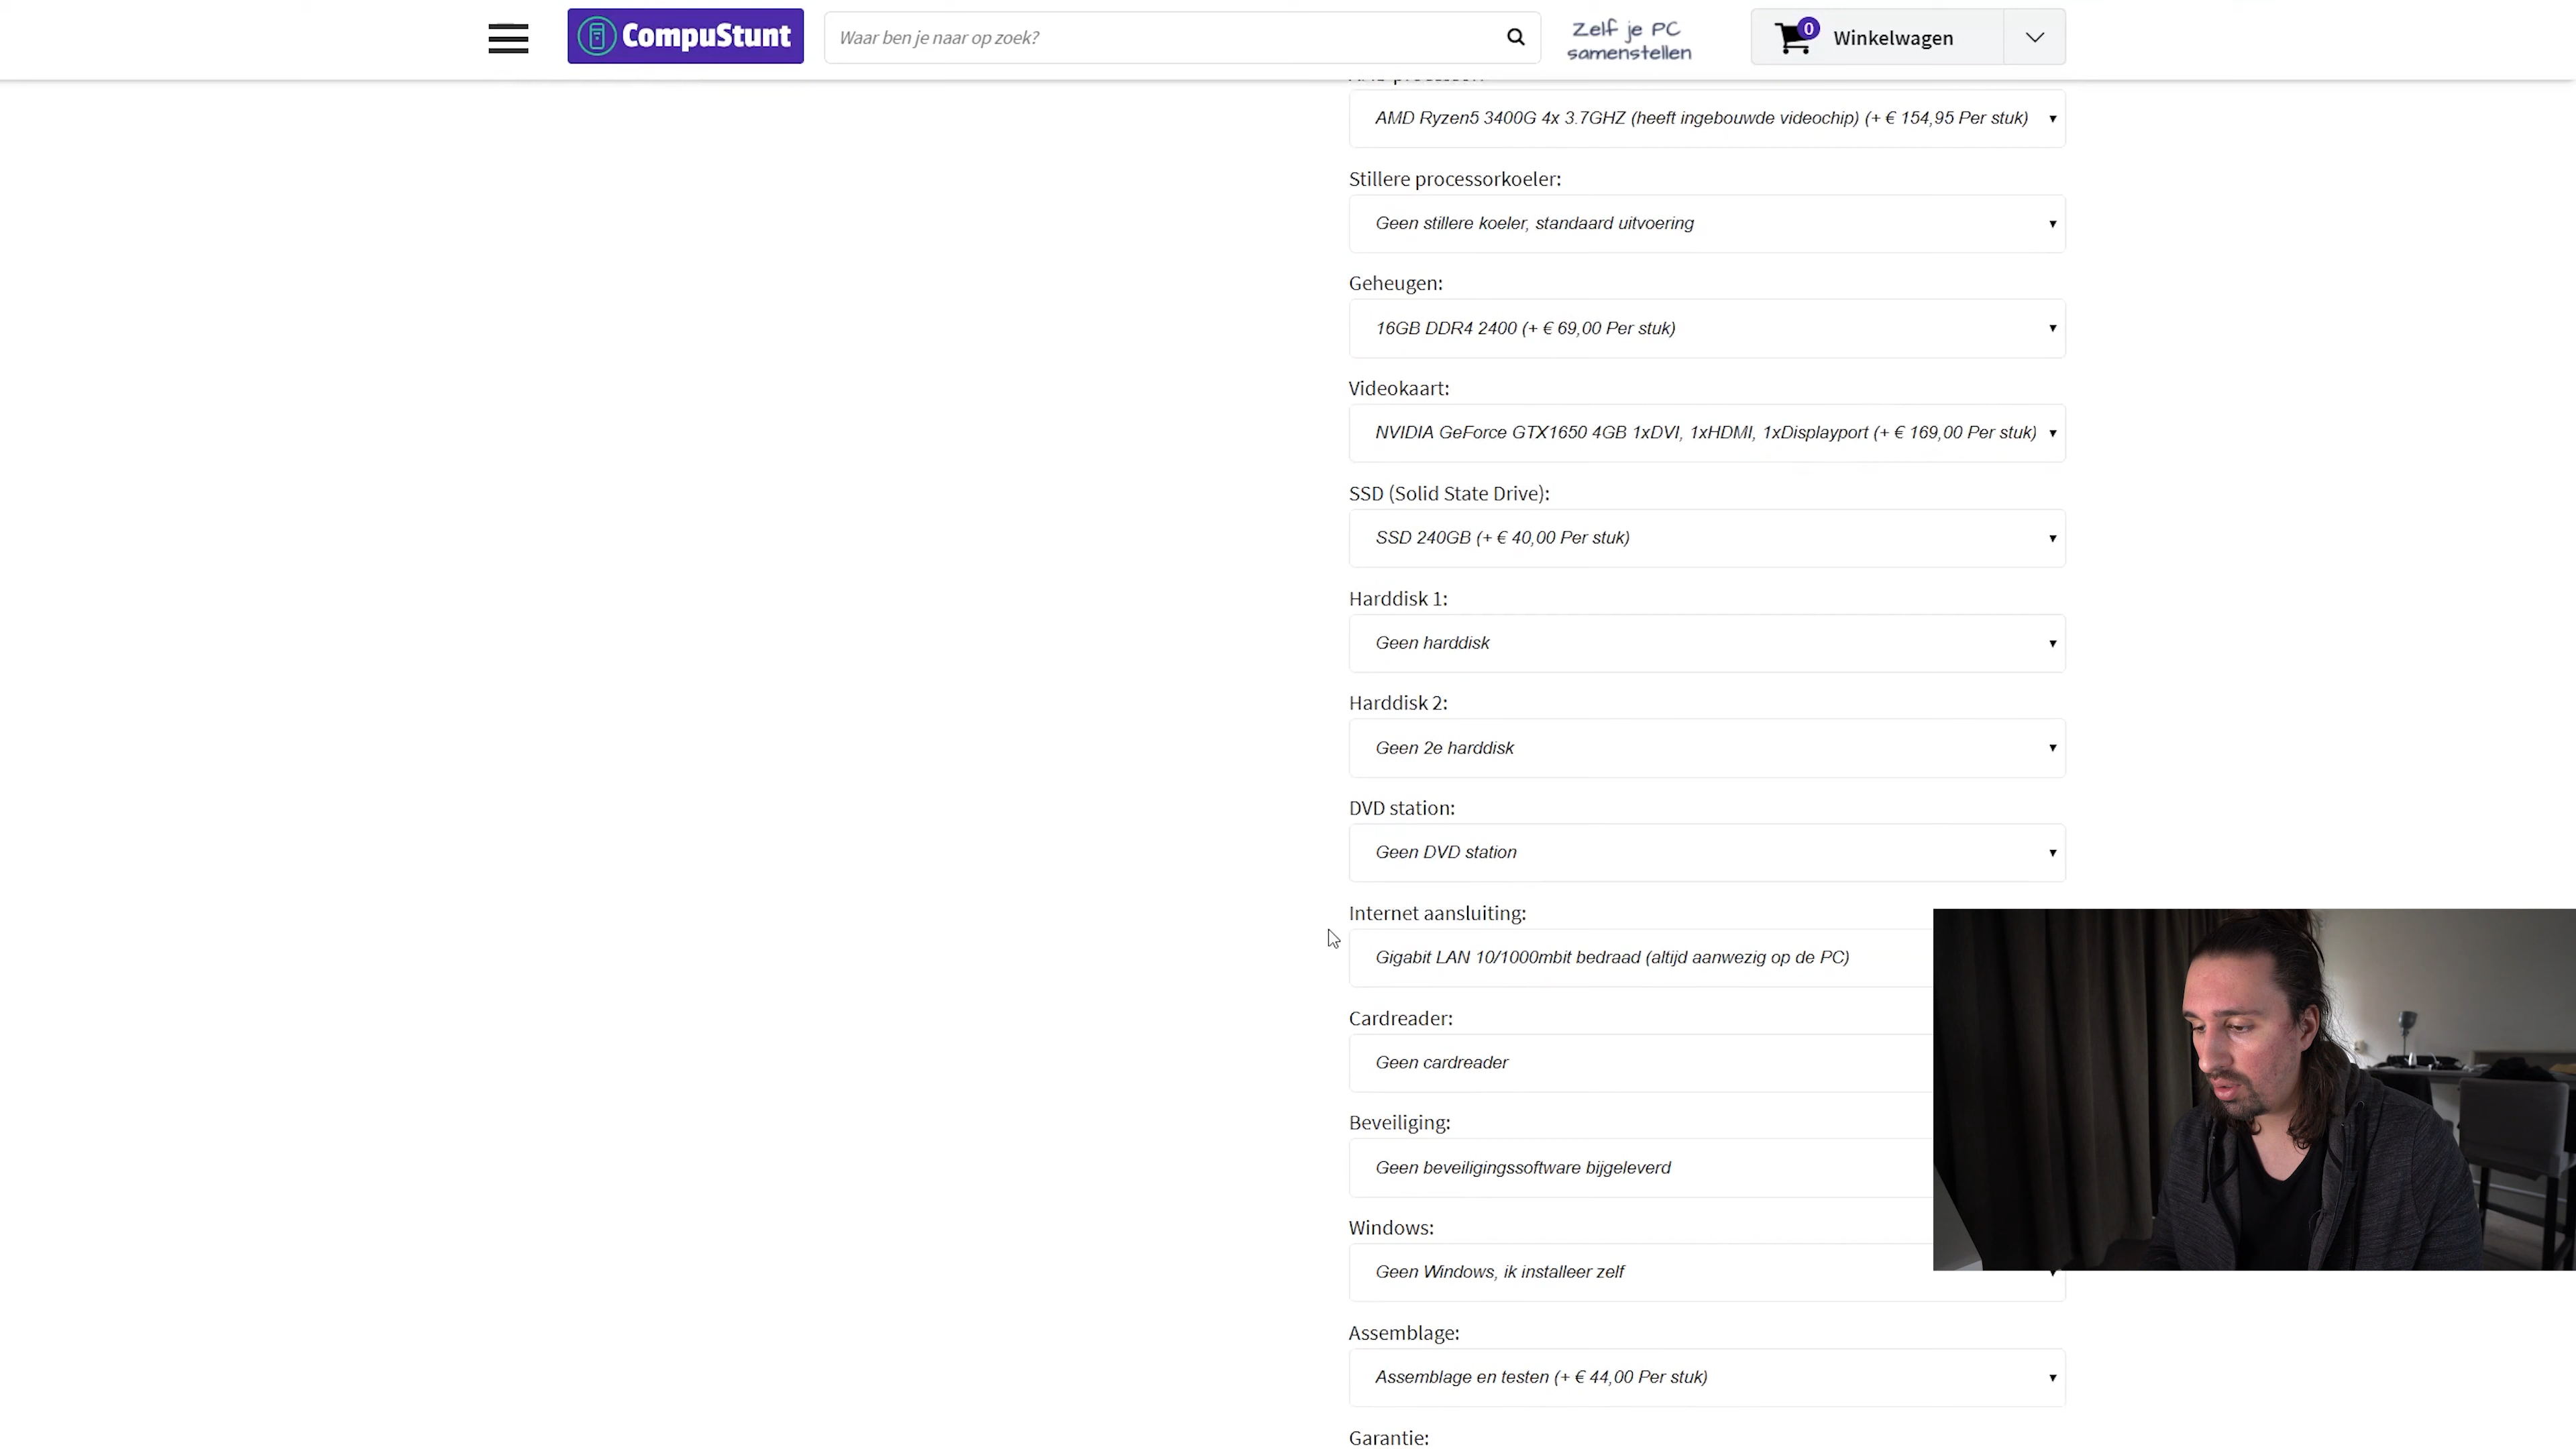 CompuStunt
Waar ben je naar op zoek?
Zelf je PC
samenstellen
0
Winkelwagen
AMD Ryzen5 3400G 4x 3.7GHZ (heeft ingebouwde videochip) (+ € 154,95 Per stuk)
Stillere processorkoeler:
Geen stillere koeler, standaard uitvoering
Geheugen:
16GB DDR4 2400 (+ € 69,00 Per stuk)
Videokaart:
NVIDIA GeForce GTX1650 4GB 1xDVI, 1xHDMI, 1xDisplayport (+ € 169,00 Per stuk)
SSD (Solid State Drive):
SSD 240GB (+ € 40,00 Per stuk)
Harddisk 1:
Geen harddisk
Harddisk 2:
Geen 2e harddisk
DVD station:
Geen DVD station
Internet aansluiting:
Gigabit LAN 10/1000mbit bedraad (altijd aanwezig op de PC)
Cardreader:
Geen cardreader
Beveiliging:
Geen beveiligingssoftware bijgeleverd
Windows:
Geen Windows, ik installeer zelf
Assemblage:
Assemblage en testen (+ € 44,00 Per stuk)
Garantie: